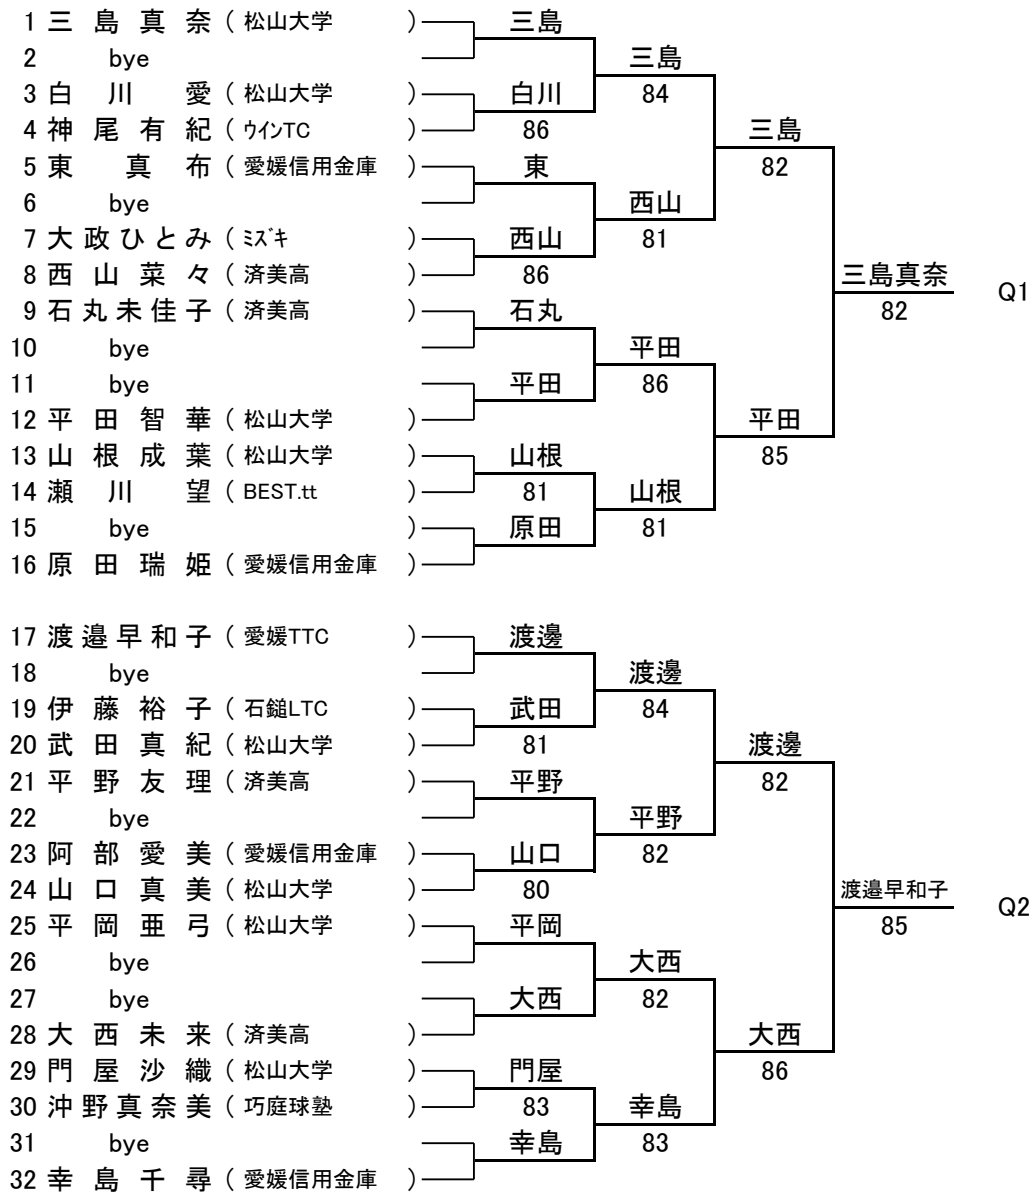 1 三島真奈（松山大学）三島
2 bye
三島
3 白川愛（松山大学）白川
84
4 神尾有紀（ウインTC）86
三島
5 東真布（愛媛信用金庫）東
82
6 bye
西山
7 大政ひとみ（ミズキ）西山
81
8 西山菜々（済美高）86
三島真奈 Q1
9 石丸未佳子（済美高）石丸
82
10 bye
平田
11 bye ）平田
86
12 平田智華（松山大学）
平田
13 山根成葉（松山大学）山根
85
14 瀬川望（BEST.tt）81
山根
15 bye ）原田
81
16 原田瑞姫（愛媛信用金庫）
17 渡邉早和子（愛媛TTC）渡邊
18 bye
渡邊
19 伊藤裕子（石鎚LTC）武田
84
20 武田真紀（松山大学）81
渡邊
21 平野友理（済美高）平野
82
22 bye
平野
23 阿部愛美（愛媛信用金庫）山口
82
24 山口真美（松山大学）80
渡邉早和子 Q2
25 平岡亜弓（松山大学）平岡
85
26 bye
大西
27 bye ）大西
82
28 大西未来（済美高）
大西
29 門屋沙織（松山大学）門屋
86
30 沖野真奈美（巧庭球塾）83
幸島
31 bye ）幸島
83
32 幸島千尋（愛媛信用金庫）